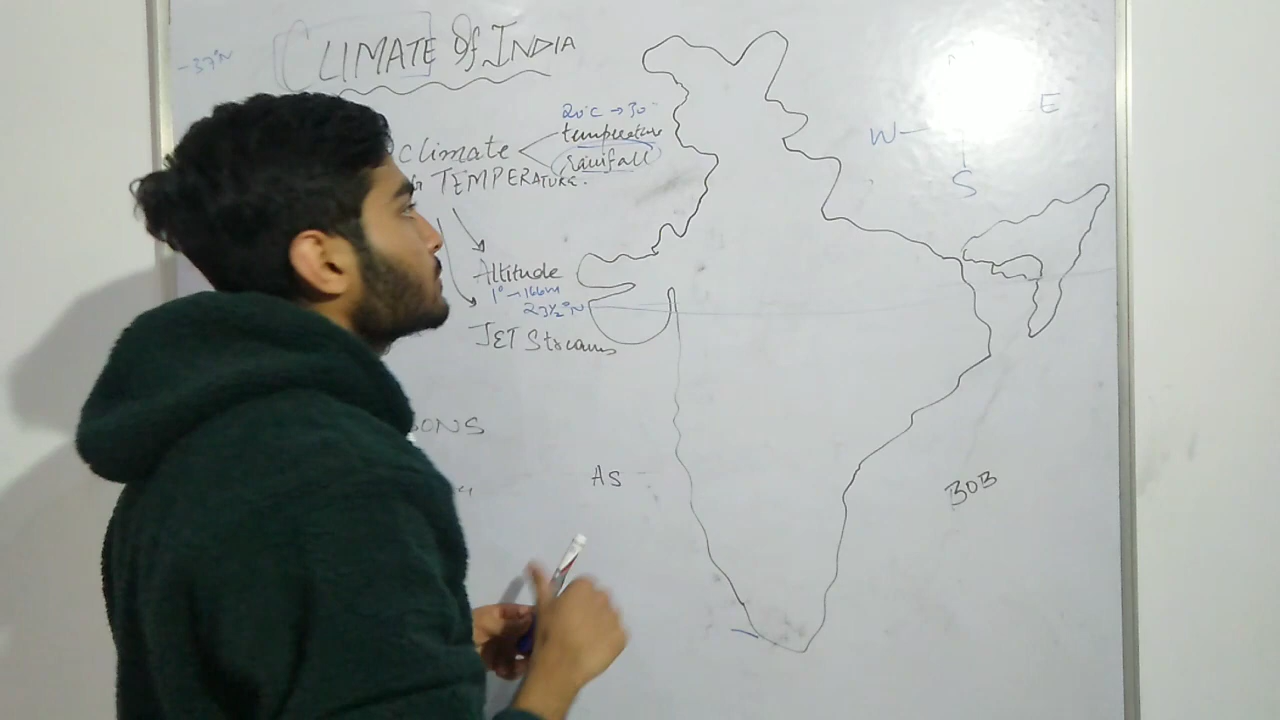 -37°N
CLIMATE Of INDIA
20°C → 30°
climate
temperature
rainfall
TEMPERATURE.
Altitude
1° → 166m
23½°N
JET Streams
SONS
AS
BOB
N
W
E
S